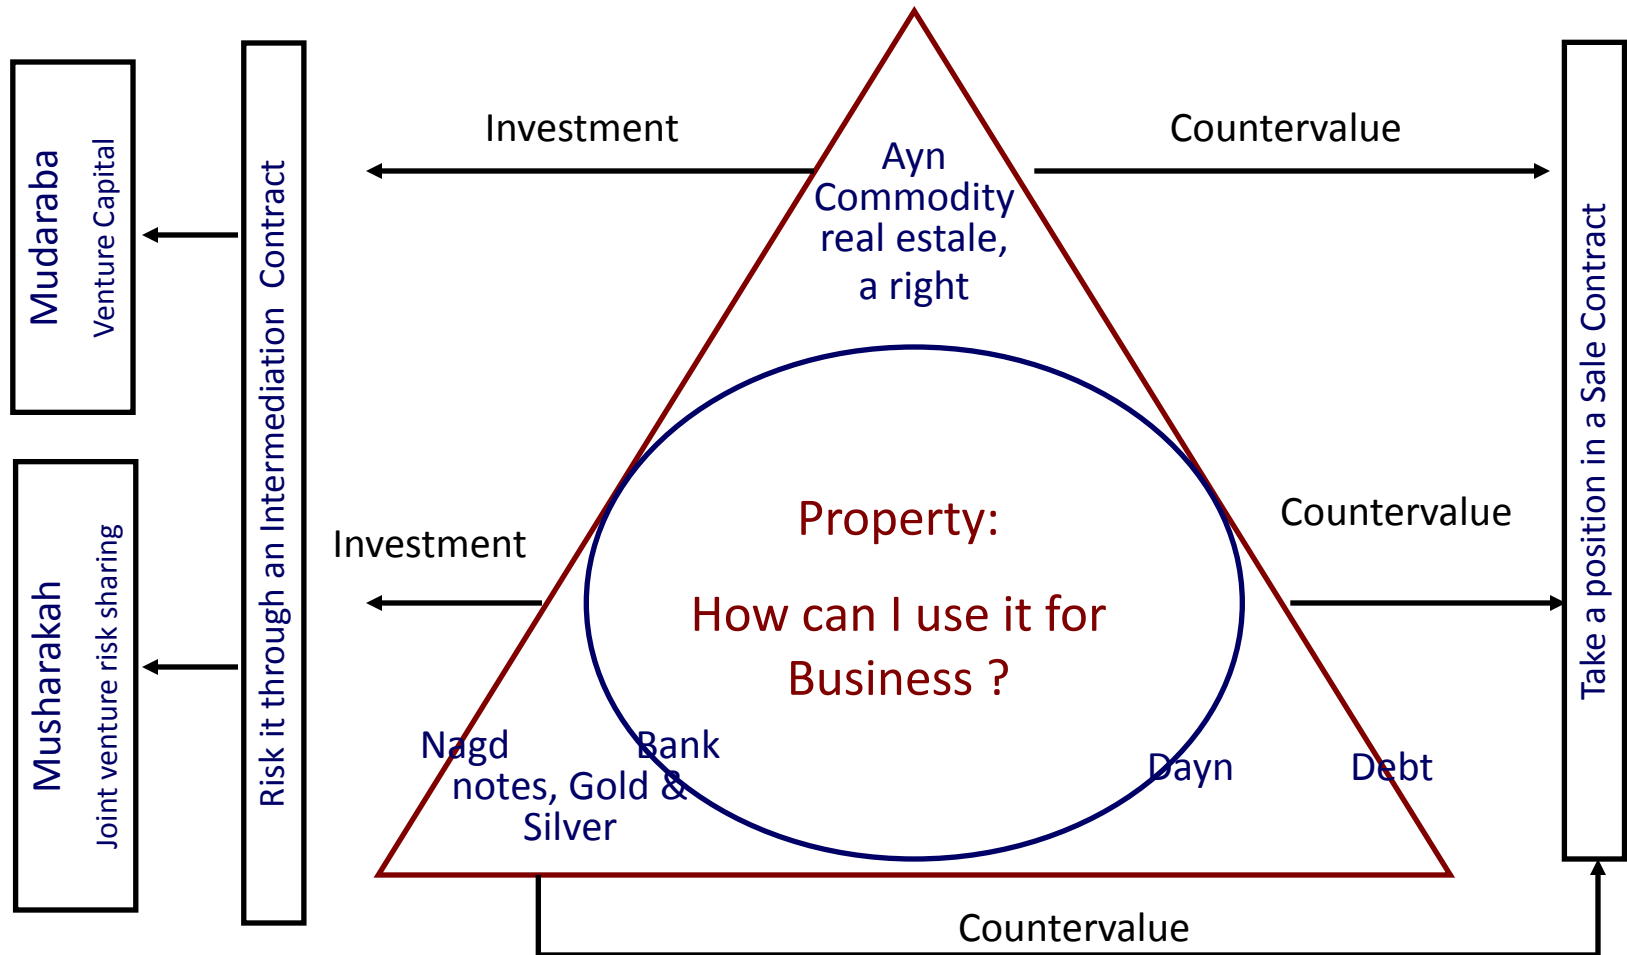 Mudaraba
Venture Capital
Musharakah
Joint venture risk sharing
Risk it through an Intermediation Contract
Investment
Investment
Ayn
Commodity
real estale,
a right
Property:
How can I use it for
Business ?
Nagd Bank
notes, Gold &
Silver
Dayn Debt
Countervalue
Countervalue
Countervalue
Take a position in a Sale Contract